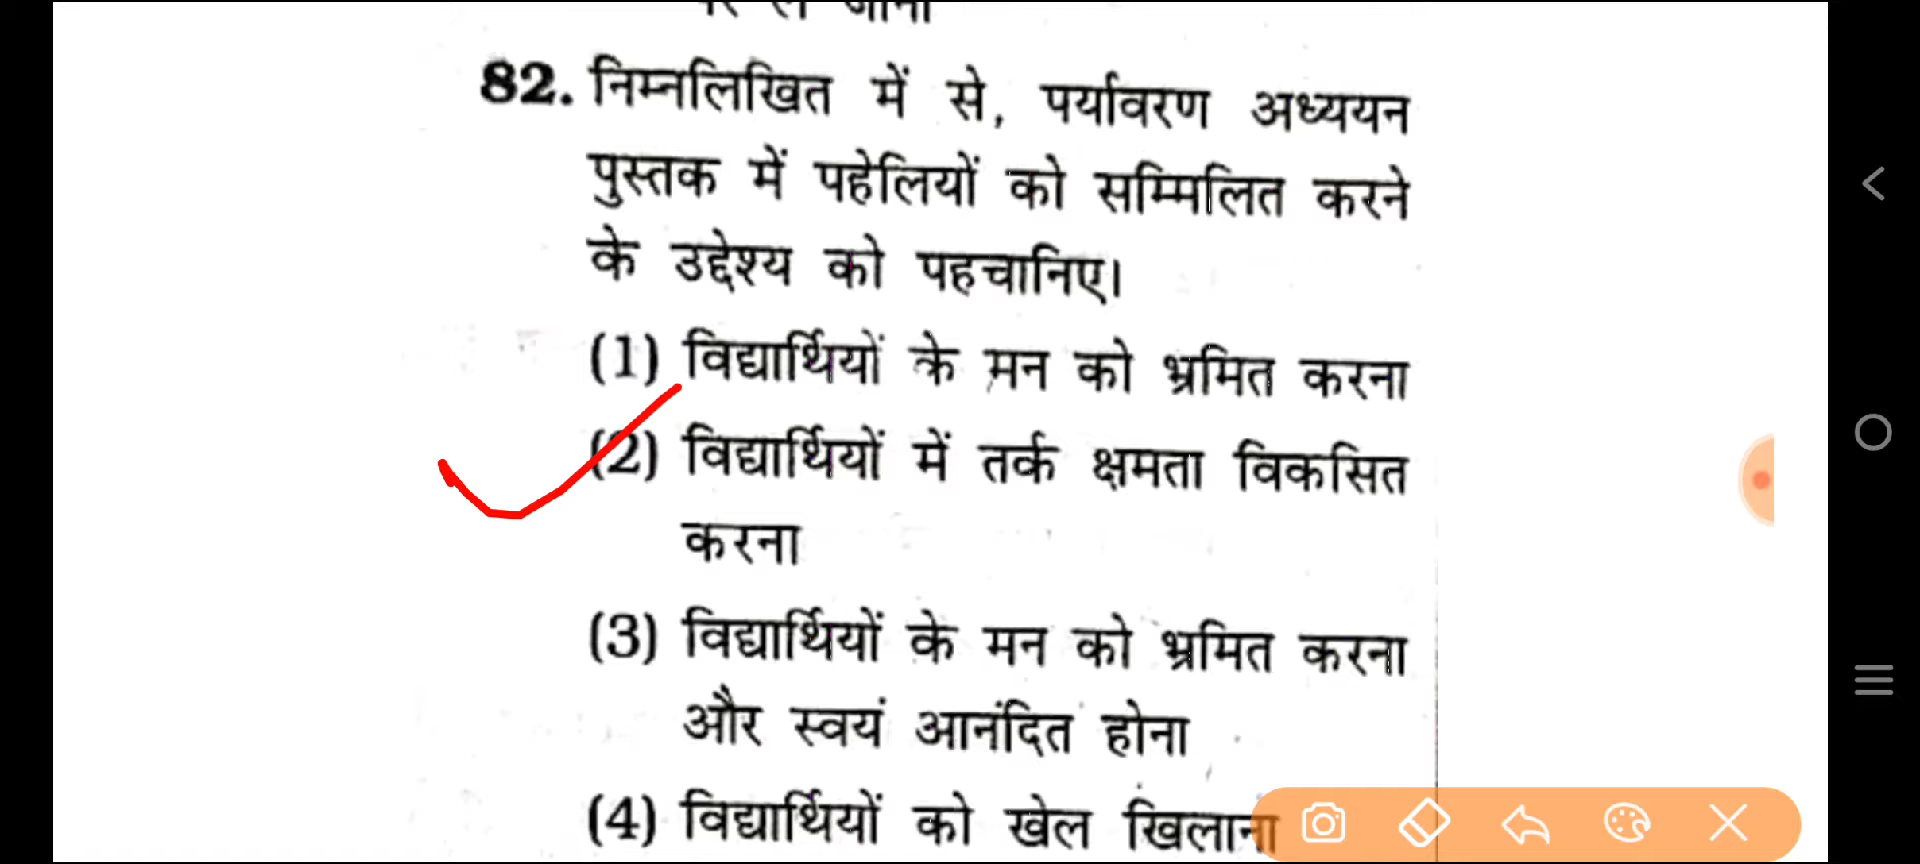 82. निम्नलिखित में से, पर्यावरण अध्ययन
पुस्तक में पहेलियों को सम्मिलित करने
के उद्देश्य को पहचानिए।
(1) विद्यार्थियों के मन को भ्रमित करना
(2) विद्यार्थियों में तर्क क्षमता विकसित
करना
(3) विद्यार्थियों के मन को भ्रमित करना
और स्वयं आनंदित होना
(4) विद्यार्थियों को खेल खिलाना